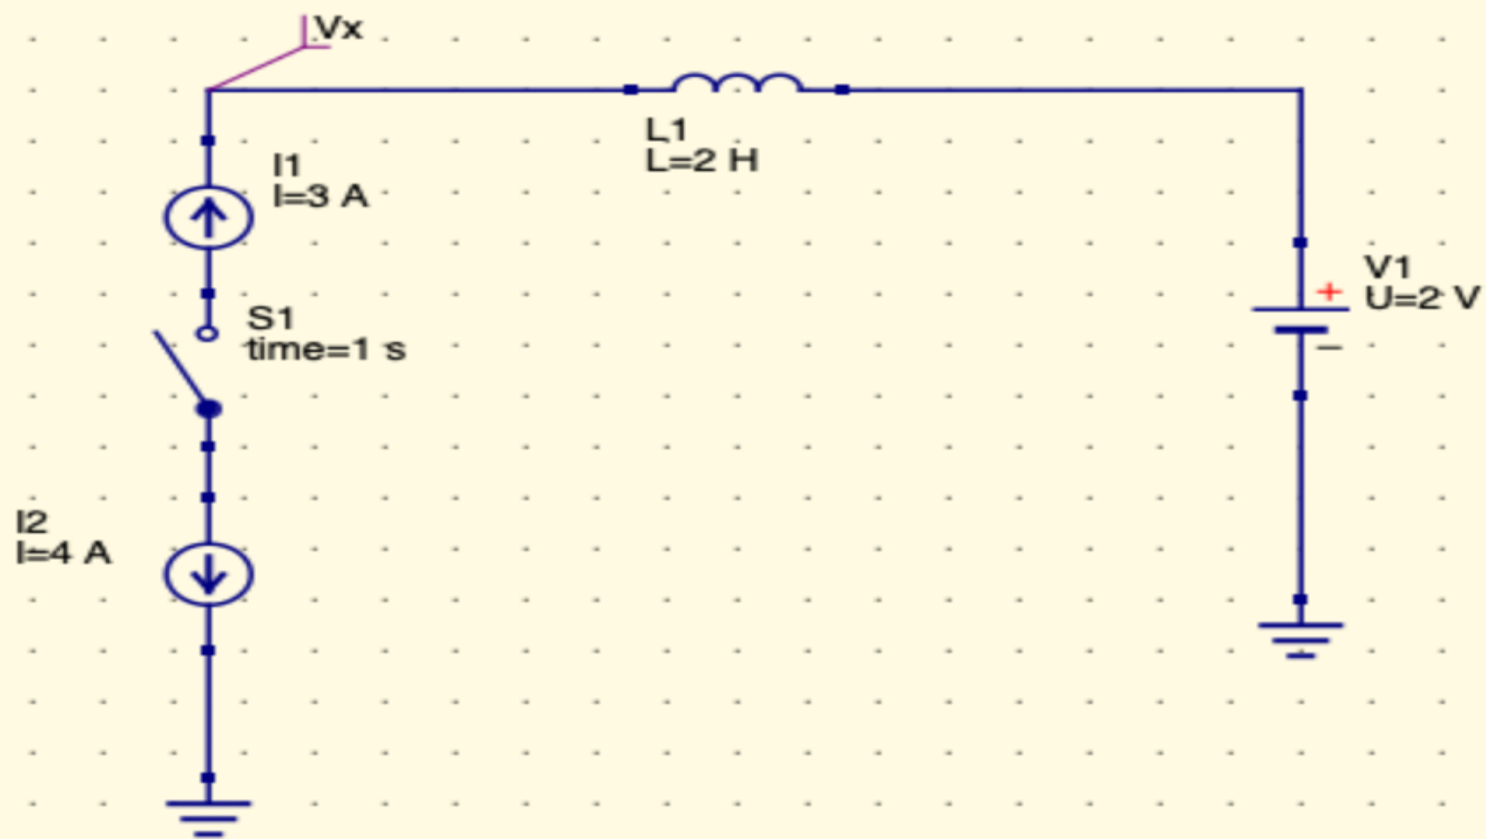 Vx
I1
I=3 A
L1
L=2 H
V1
U=2 V
+
−
S1
time=1 s
I2
I=4 A